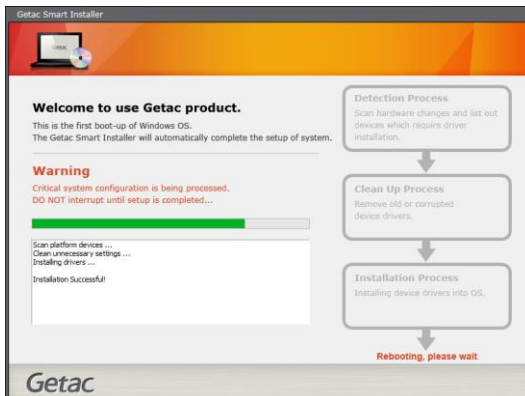 Getac Smart Installer
Getac
Welcome to use Getac product.
This is the first boot-up of Windows OS.
The Getac Smart Installer will automatically complete the setup of system.
Warning
Critical system configuration is being processed.
DO NOT interrupt until setup is completed...
Scan platform devices ...
Clean unnecessary settings ...
Installing drivers ...
Installation Successful!
Detection Process
Scan hardware changes and list out
devices which require driver
installation.
Clean Up Process
Remove old or corrupted
device drivers.
Installation Process
Installing device drivers into OS.
Rebooting, please wait
Getac